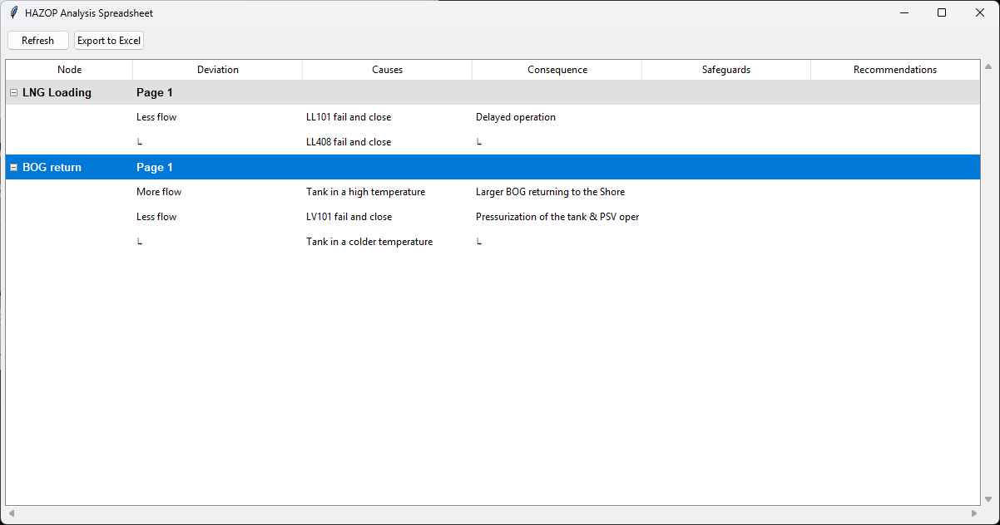 HAZOP Analysis Spreadsheet
Refresh Export to Excel
Node Deviation Causes Consequence Safeguards Recommendations
LNG Loading Page 1
Less flow LL101 fail and close Delayed operation
↳ LL408 fail and close ↳
BOG return Page 1
More flow Tank in a high temperature Larger BOG returning to the Shore
Less flow LV101 fail and close Pressurization of the tank & PSV oper
↳ Tank in a colder temperature ↳